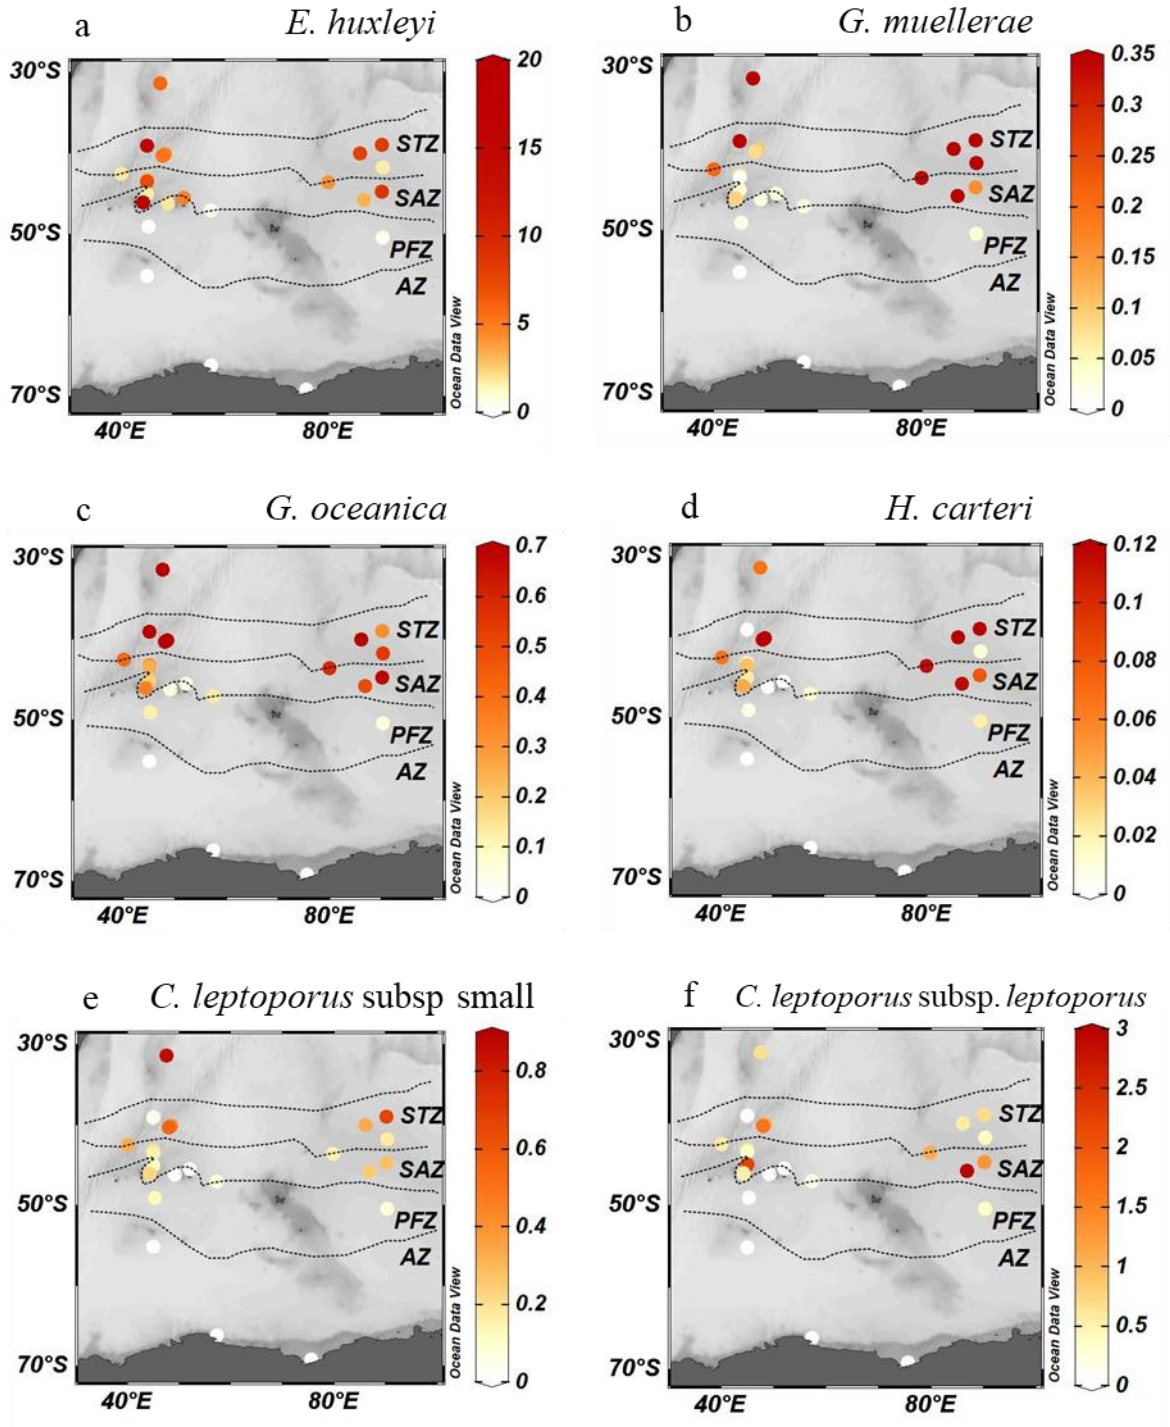 a
E. huxleyi
30°S
50°S
70°S
40°E
80°E
STZ
SAZ
PFZ
AZ
Ocean Data View
20
15
10
5
0
b
G. muellerae
30°S
50°S
70°S
40°E
80°E
STZ
SAZ
PFZ
AZ
Ocean Data View
0.35
0.3
0.25
0.2
0.15
0.1
0.05
0
c
G. oceanica
30°S
50°S
70°S
40°E
80°E
STZ
SAZ
PFZ
AZ
Ocean Data View
0.7
0.6
0.5
0.4
0.3
0.2
0.1
0
d
H. carteri
30°S
50°S
70°S
40°E
80°E
STZ
SAZ
PFZ
AZ
Ocean Data View
0.12
0.1
0.08
0.06
0.04
0.02
0
e
C. leptoporus subsp small
30°S
50°S
70°S
40°E
80°E
STZ
SAZ
PFZ
AZ
Ocean Data View
0.8
0.6
0.4
0.2
0
f
C. leptoporus subsp. leptoporus
30°S
50°S
70°S
40°E
80°E
STZ
SAZ
PFZ
AZ
Ocean Data View
3
2.5
2
1.5
1
0.5
0